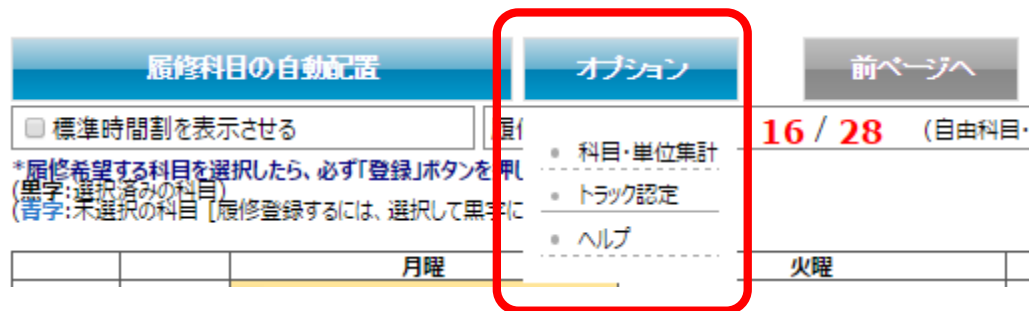 履修科目の自動配置
オプション
前ページへ
標準時間割を表示させる
16 / 28 (自由科目・
科目・単位集計
トラック認定
ヘルプ
*履修希望する科目を選択したら、必ず「登録」ボタンを押し
(黒字:選択済みの科目)
(青字:未選択の科目 [履修登録するには、選択して黒字に
月曜
火曜